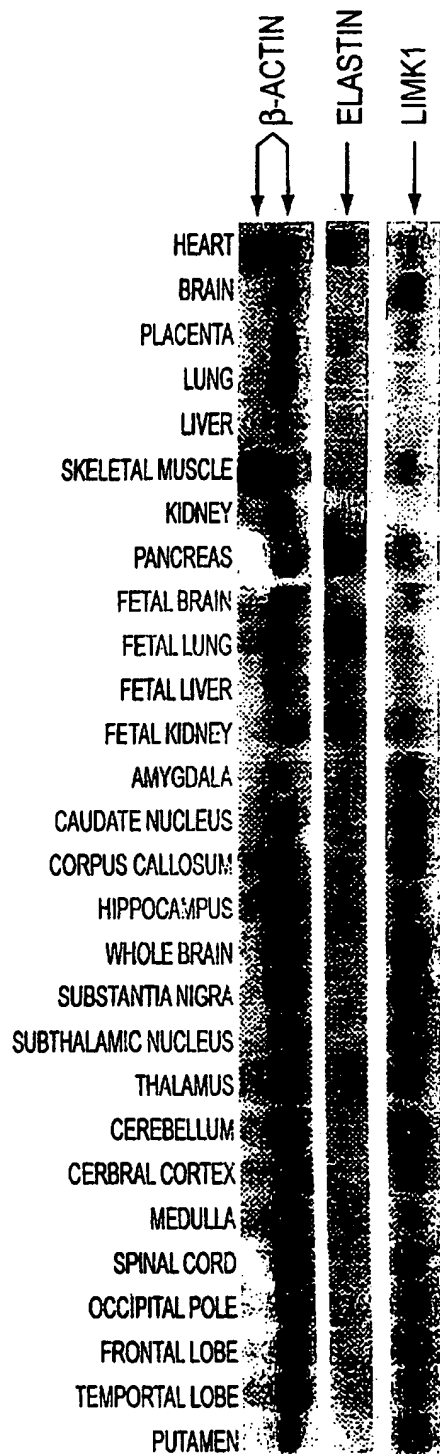 β-ACTIN
ELASTIN
LIMK1
HEART
BRAIN
PLACENTA
LUNG
LIVER
SKELETAL MUSCLE
KIDNEY
PANCREAS
FETAL BRAIN
FETAL LUNG
FETAL LIVER
FETAL KIDNEY
AMYGDALA
CAUDATE NUCLEUS
CORPUS CALLOSUM
HIPPOCAMPUS
WHOLE BRAIN
SUBSTANTIA NIGRA
SUBTHALAMIC NUCLEUS
THALAMUS
CEREBELLUM
CERBRAL CORTEX
MEDULLA
SPINAL CORD
OCCIPITAL POLE
FRONTAL LOBE
TEMPORTAL LOBE
PUTAMEN